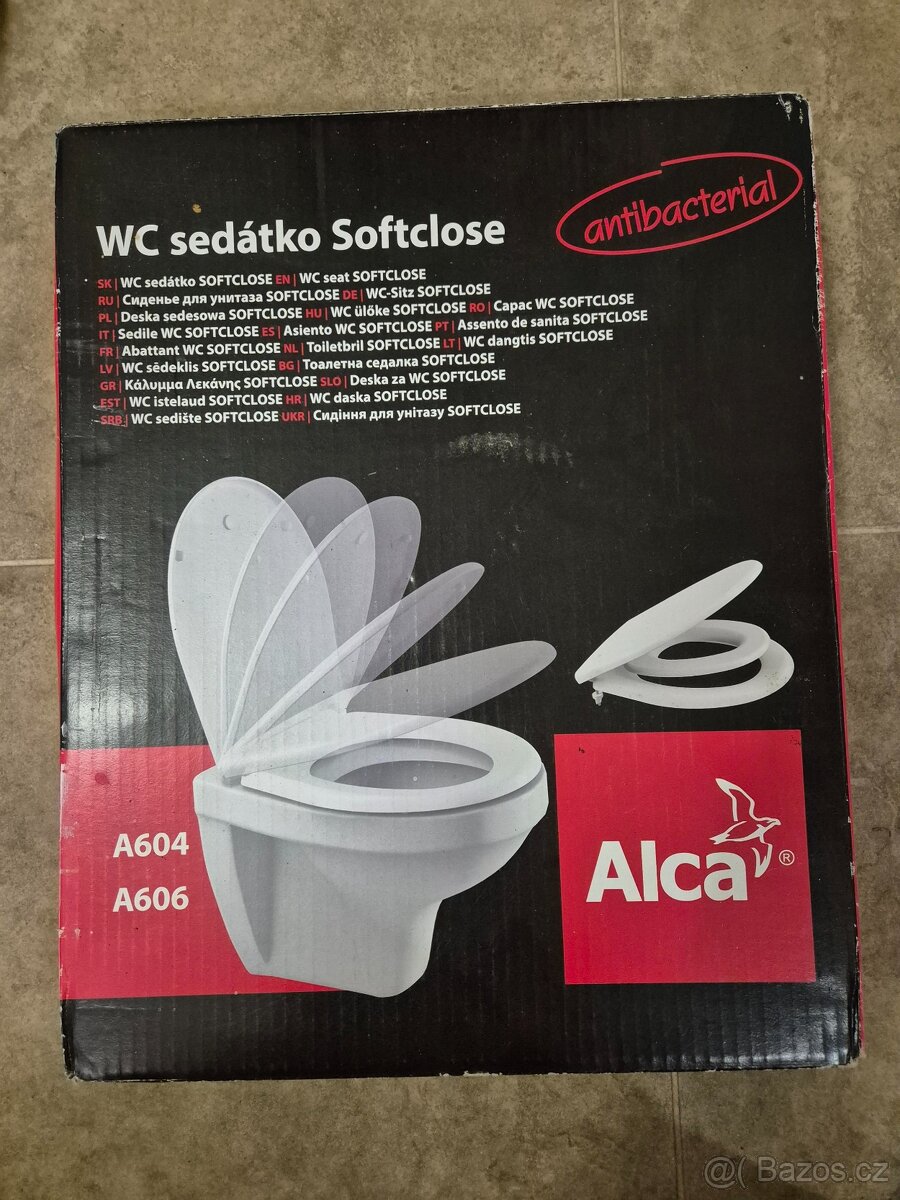 antibacterial
WC sedátko Softclose
SK | WC sedátko SOFTCLOSE EN | WC seat SOFTCLOSE
RU | Сиденье для унитаза SOFTCLOSE DE | WC-Sitz SOFTCLOSE
PL | Deska sedesowa SOFTCLOSE HU | WC ülőke SOFTCLOSE RO | Capac WC SOFTCLOSE
IT | Sedile WC SOFTCLOSE ES | Asiento WC SOFTCLOSE PT | Assento de sanita SOFTCLOSE
FR | Abattant WC SOFTCLOSE NL | Toiletbril SOFTCLOSE LT | WC dangtis SOFTCLOSE
LV | WC sēdeklis SOFTCLOSE BG | Тоалетна седалка SOFTCLOSE
GR | Κάλυμμα Λεκάνης SOFTCLOSE SLO | Deska za WC SOFTCLOSE
EST | WC istelaud SOFTCLOSE HR | WC daska SOFTCLOSE
SRB | WC sedište SOFTCLOSE UKR | Сидіння для унітазу SOFTCLOSE
A604
A606
Alca ®
@( Bazos.cz